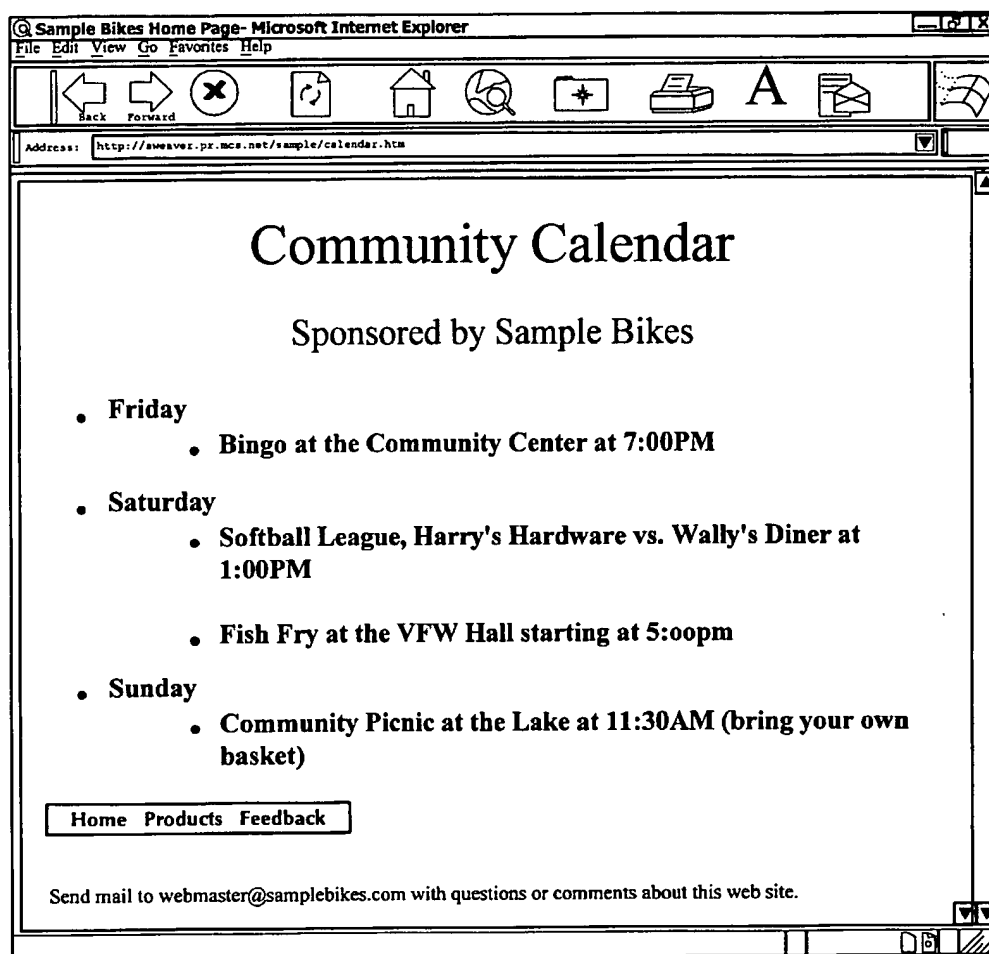 Sample Bikes Home Page- Microsoft Internet Explorer
File Edit View Go Favorites Help
Back Forward
A
Address: http://aweaver.pr.mcs.net/sample/calendar.htm
Community Calendar
Sponsored by Sample Bikes
• Friday
• Bingo at the Community Center at 7:00PM
• Saturday
• Softball League, Harry's Hardware vs. Wally's Diner at
1:00PM
• Fish Fry at the VFW Hall starting at 5:oopm
• Sunday
• Community Picnic at the Lake at 11:30AM (bring your own
basket)
Home Products Feedback
Send mail to webmaster@samplebikes.com with questions or comments about this web site.